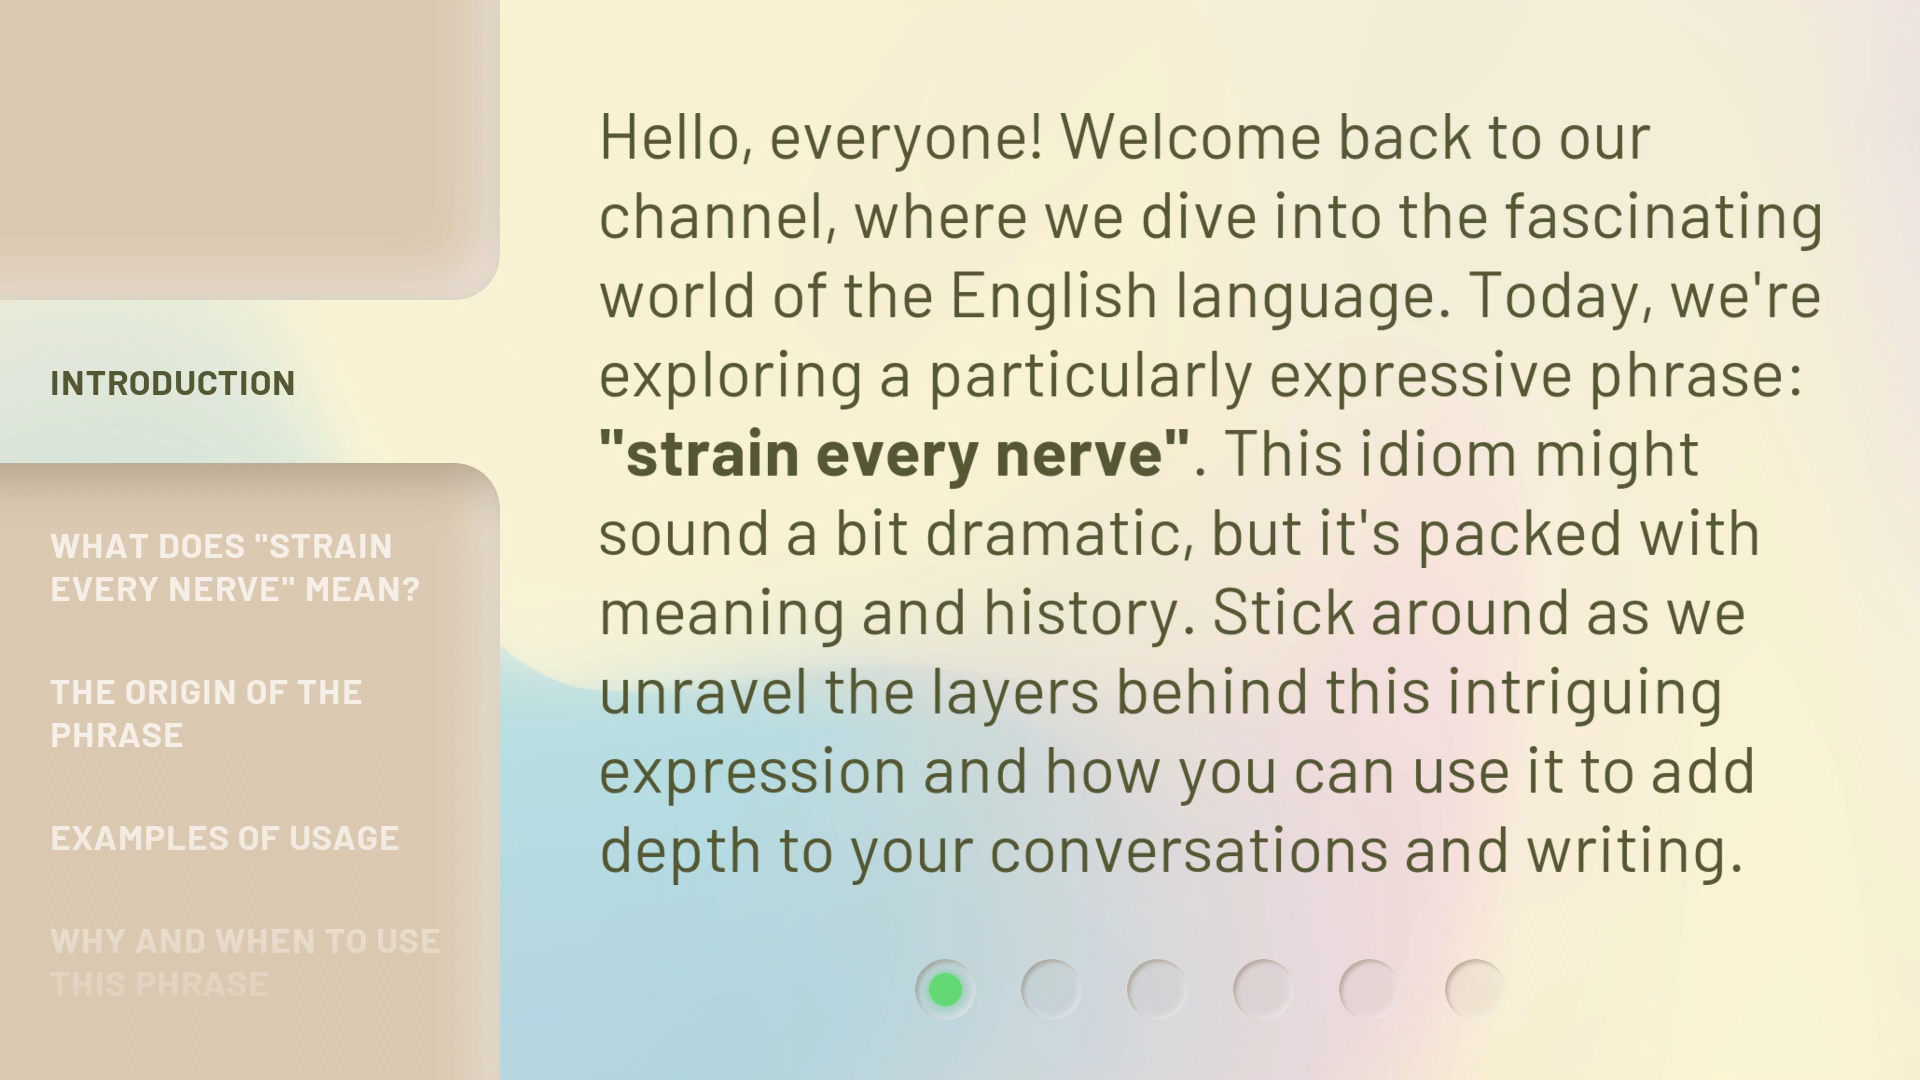 INTRODUCTION
WHAT DOES "STRAIN
EVERY NERVE" MEAN?
THE ORIGIN OF THE
PHRASE
EXAMPLES OF USAGE
WHY AND WHEN TO USE
THIS PHRASE
Hello, everyone! Welcome back to our
channel, where we dive into the fascinating
world of the English language. Today, we're
exploring a particularly expressive phrase:
"strain every nerve". This idiom might
sound a bit dramatic, but it's packed with
meaning and history. Stick around as we
unravel the layers behind this intriguing
expression and how you can use it to add
depth to your conversations and writing.